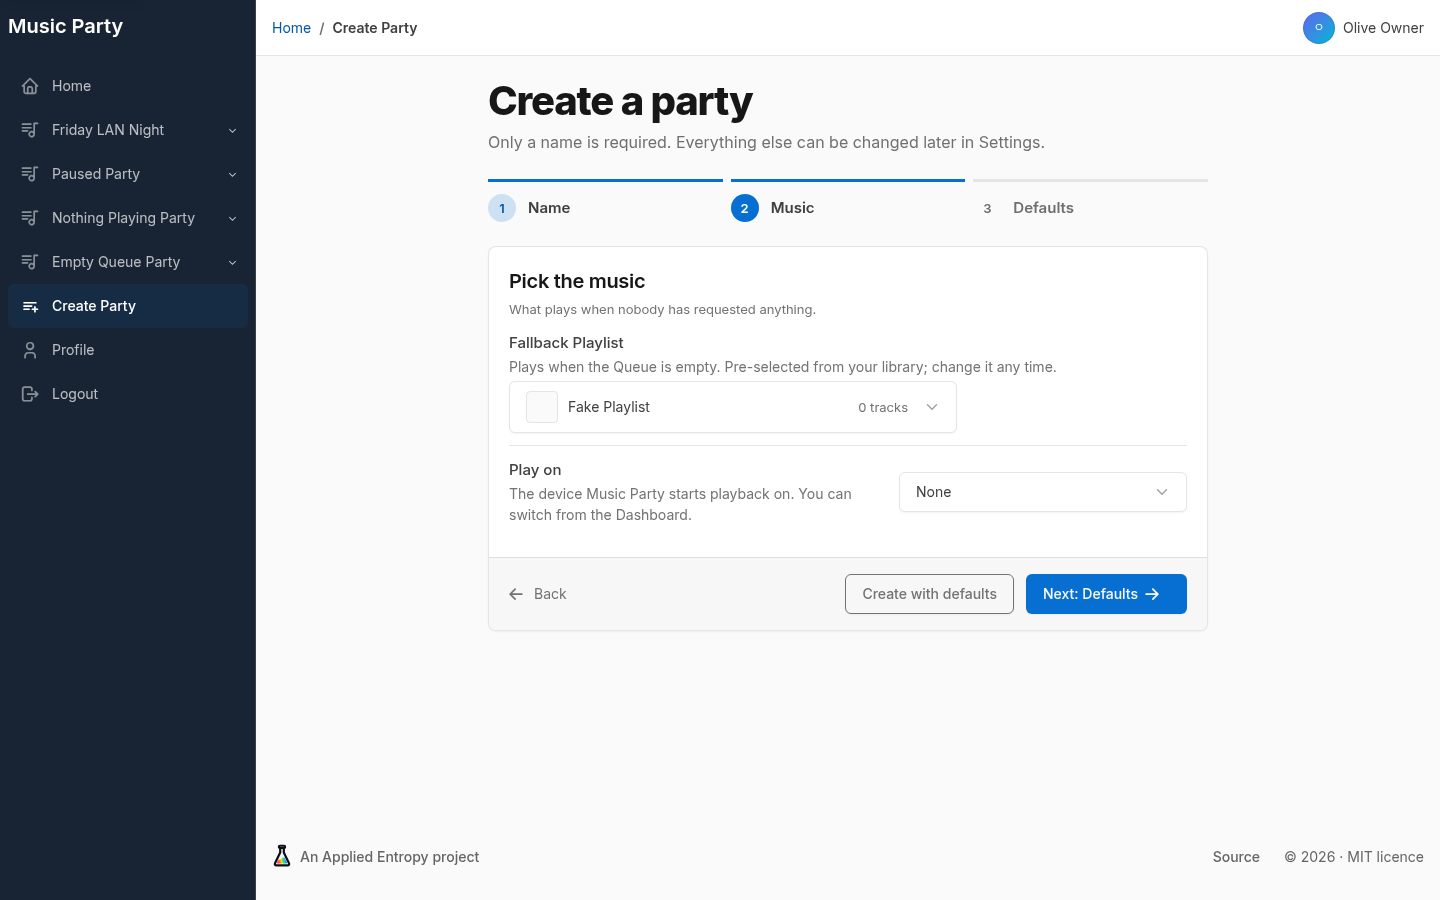 Music Party
Home
Friday LAN Night
Paused Party
Nothing Playing Party
Empty Queue Party
Create Party
Profile
Logout
Home / Create Party
O
Olive Owner
Create a party
Only a name is required. Everything else can be changed later in Settings.
1 Name
2 Music
3 Defaults
Pick the music
What plays when nobody has requested anything.
Fallback Playlist
Plays when the Queue is empty. Pre-selected from your library; change it any time.
Fake Playlist 0 tracks
Play on
The device Music Party starts playback on. You can
switch from the Dashboard.
None
Back
Create with defaults
Next: Defaults
An Applied Entropy project
Source
© 2026 · MIT licence